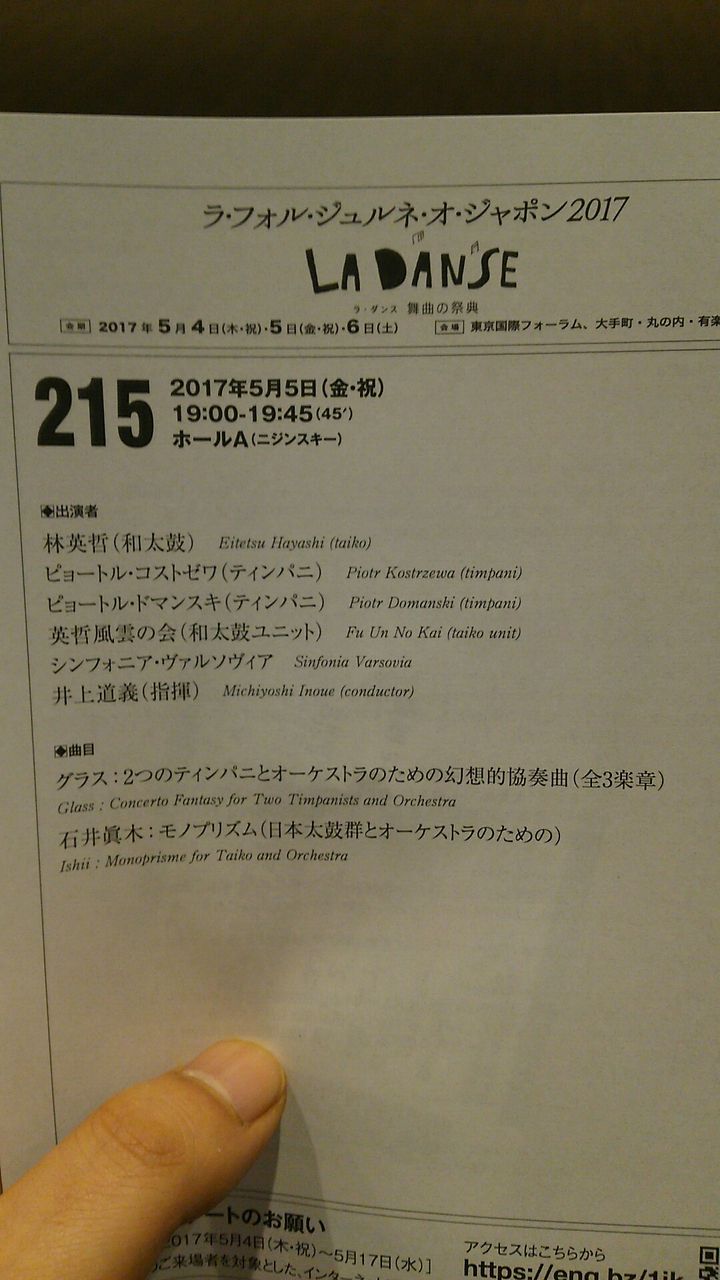 ラ・フォル・ジュルネ・オ・ジャポン2017
LA DANSE
ラ・ダンス 舞曲の祭典
会期 2017年5月4日(木・祝)・5日(金・祝)・6日(土) 会場 東京国際フォーラム、大手町・丸の内・有楽
215
2017年5月5日(金・祝)
19:00-19:45(45′)
ホールA(ニジンスキー)
◆出演者
林英哲(和太鼓) Eitetsu Hayashi (taiko)
ピョートル・コストゼワ(ティンパニ) Piotr Kostrzewa (timpani)
ピョートル・ドマンスキ(ティンパニ) Piotr Domanski (timpani)
英哲風雲の会(和太鼓ユニット) Fu Un No Kai (taiko unit)
シンフォニア・ヴァルソヴィア Sinfonia Varsovia
井上道義(指揮) Michiyoshi Inoue (conductor)
◆曲目
グラス:2つのティンパニとオーケストラのための幻想的協奏曲(全3楽章)
Glass : Concerto Fantasy for Two Timpanists and Orchestra
石井眞木:モノプリズム(日本太鼓群とオーケストラのための)
Ishii : Monoprisme for Taiko and Orchestra
ートのお願い
2017年5月4日(木・祝)〜5月17日(水)]
ご来場者を対象とした、インターネ
アクセスはこちらから
https://enq.bz/1jk